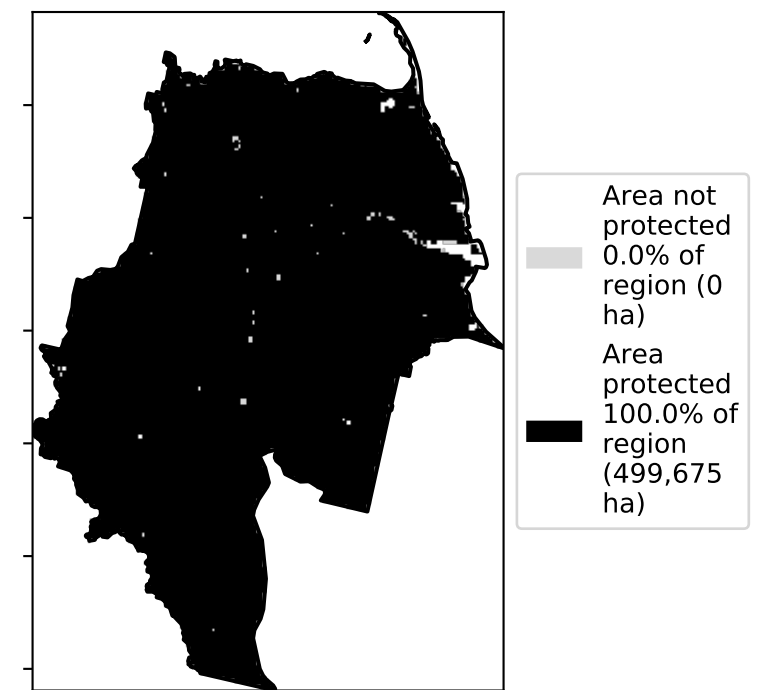 Area not
protected
0.0% of
region (0
ha)
Area
protected
100.0% of
region
(499,675
ha)